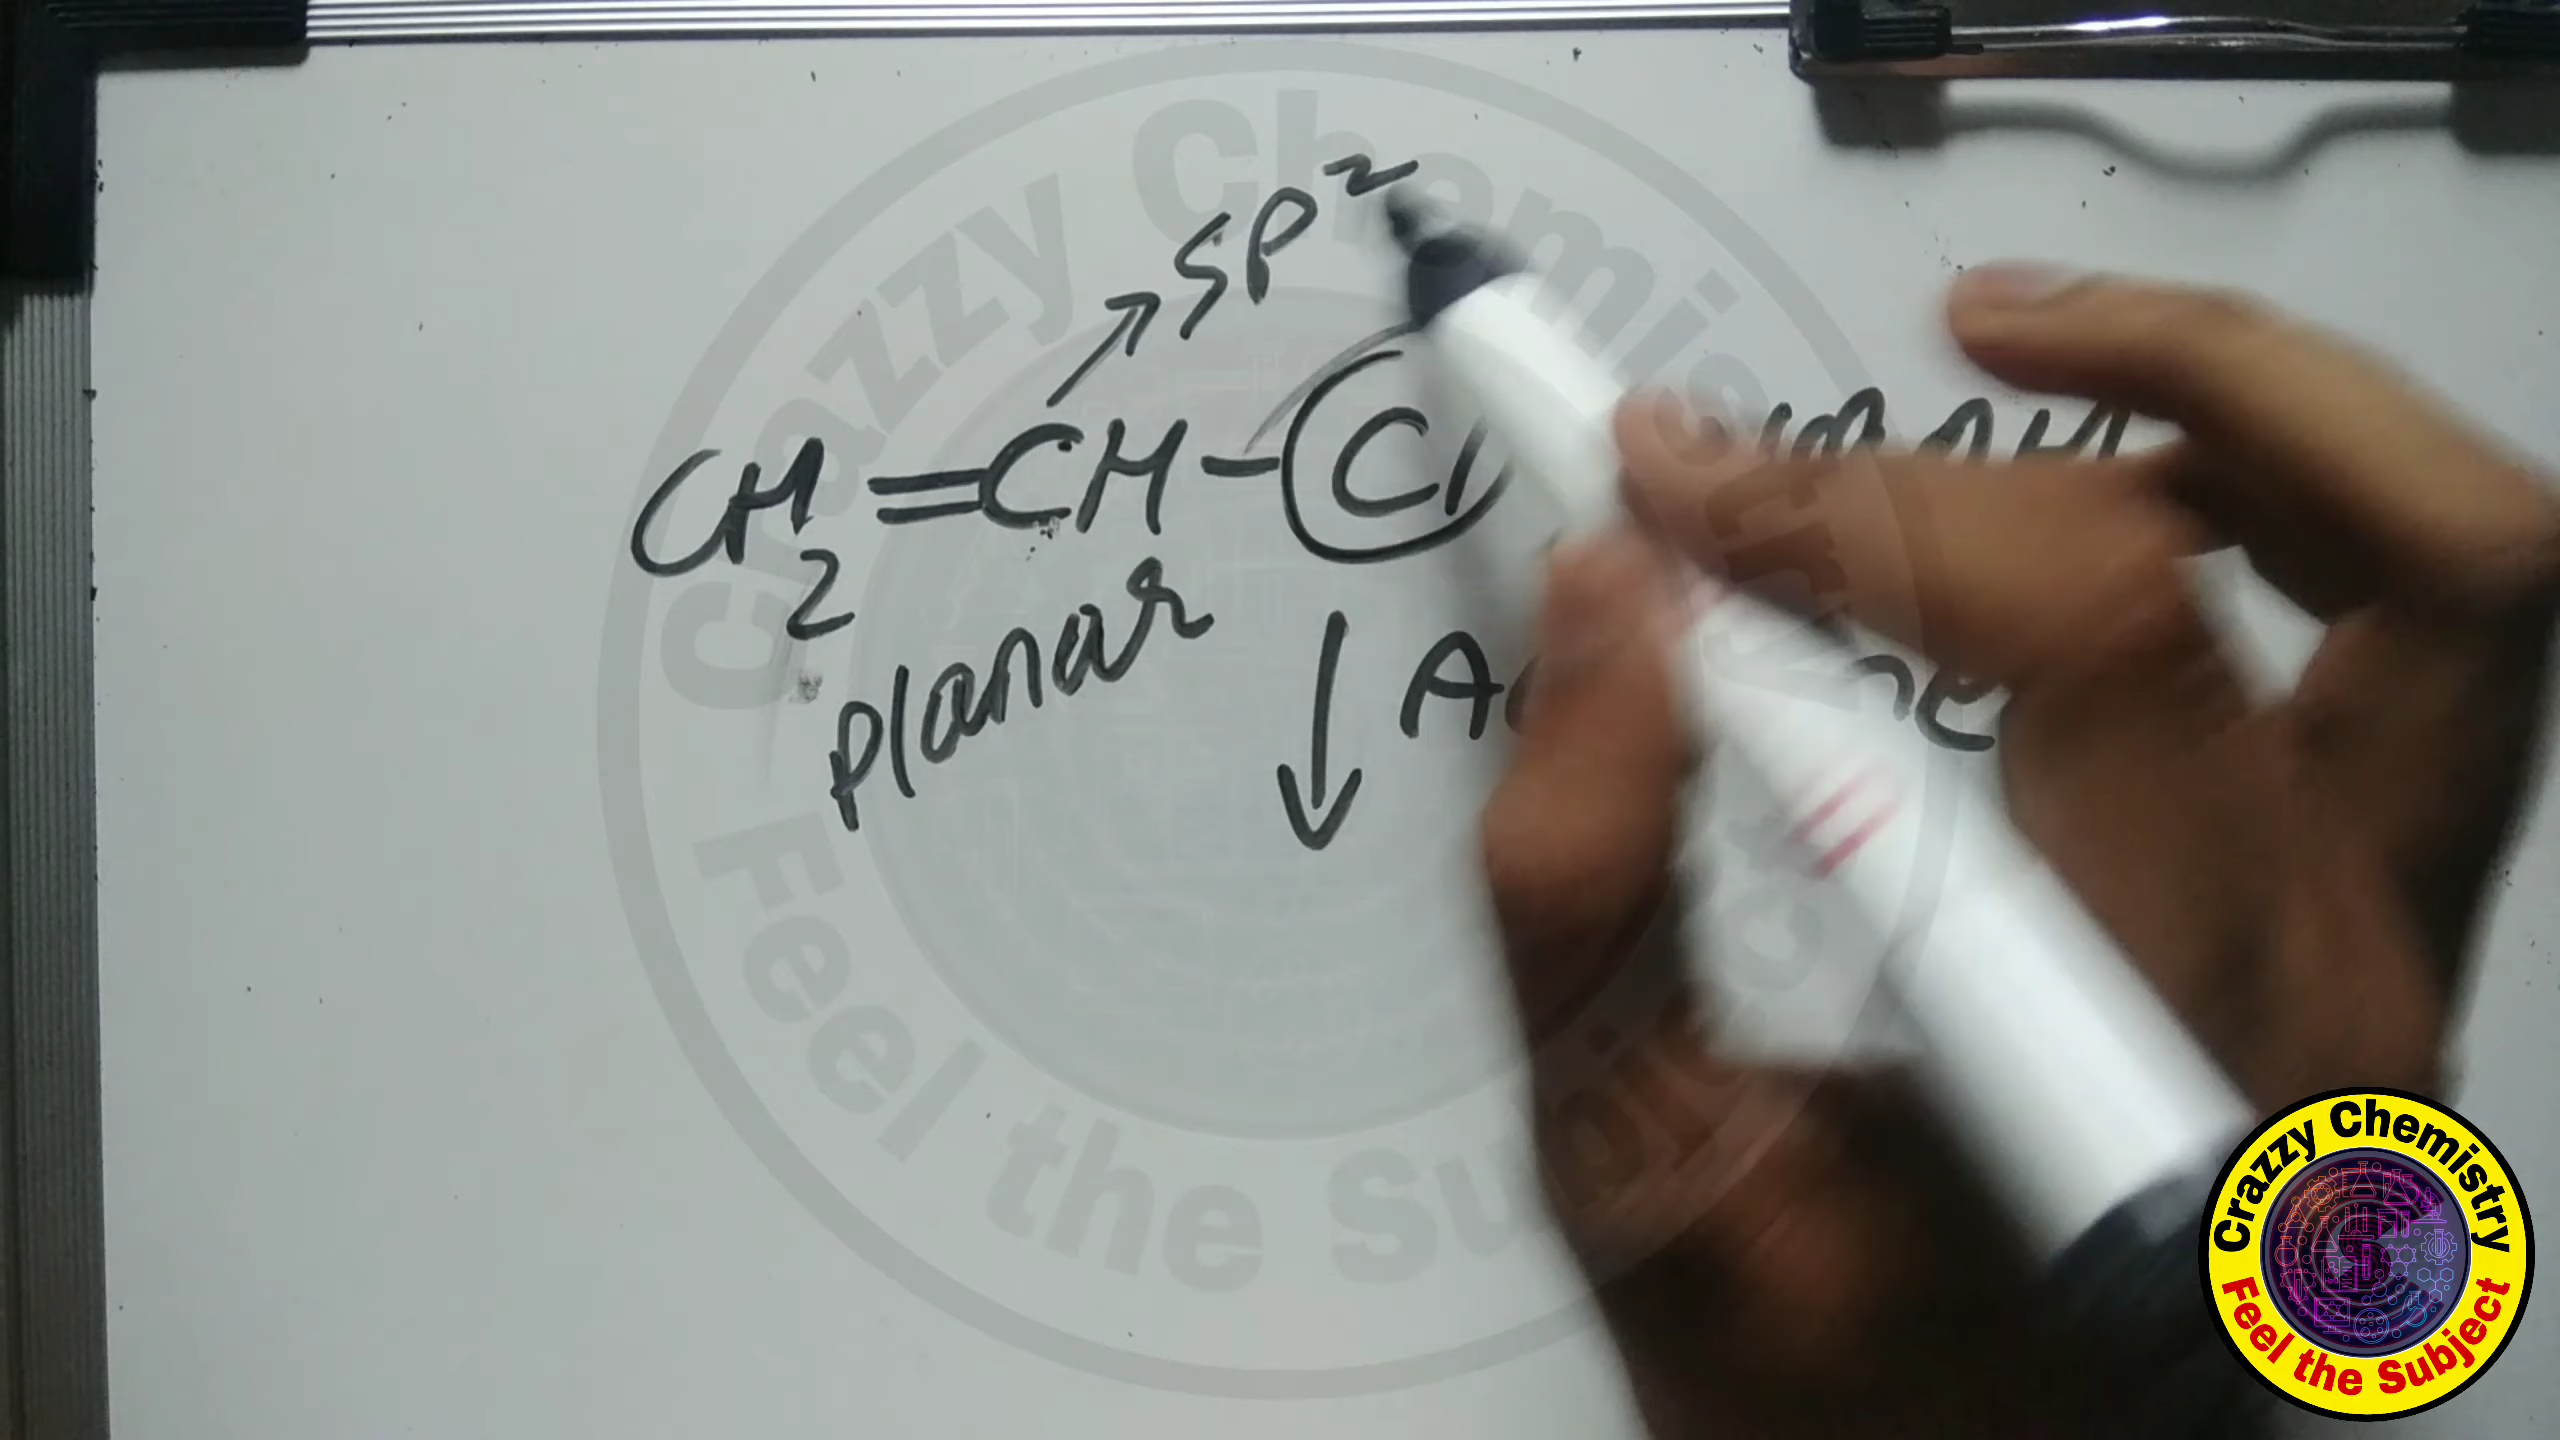 SP²
CH₂=CH-Cl
Planar
Crazzy Chemistry
Feel the Subject
Crazzy Chemistry
Feel the Subject